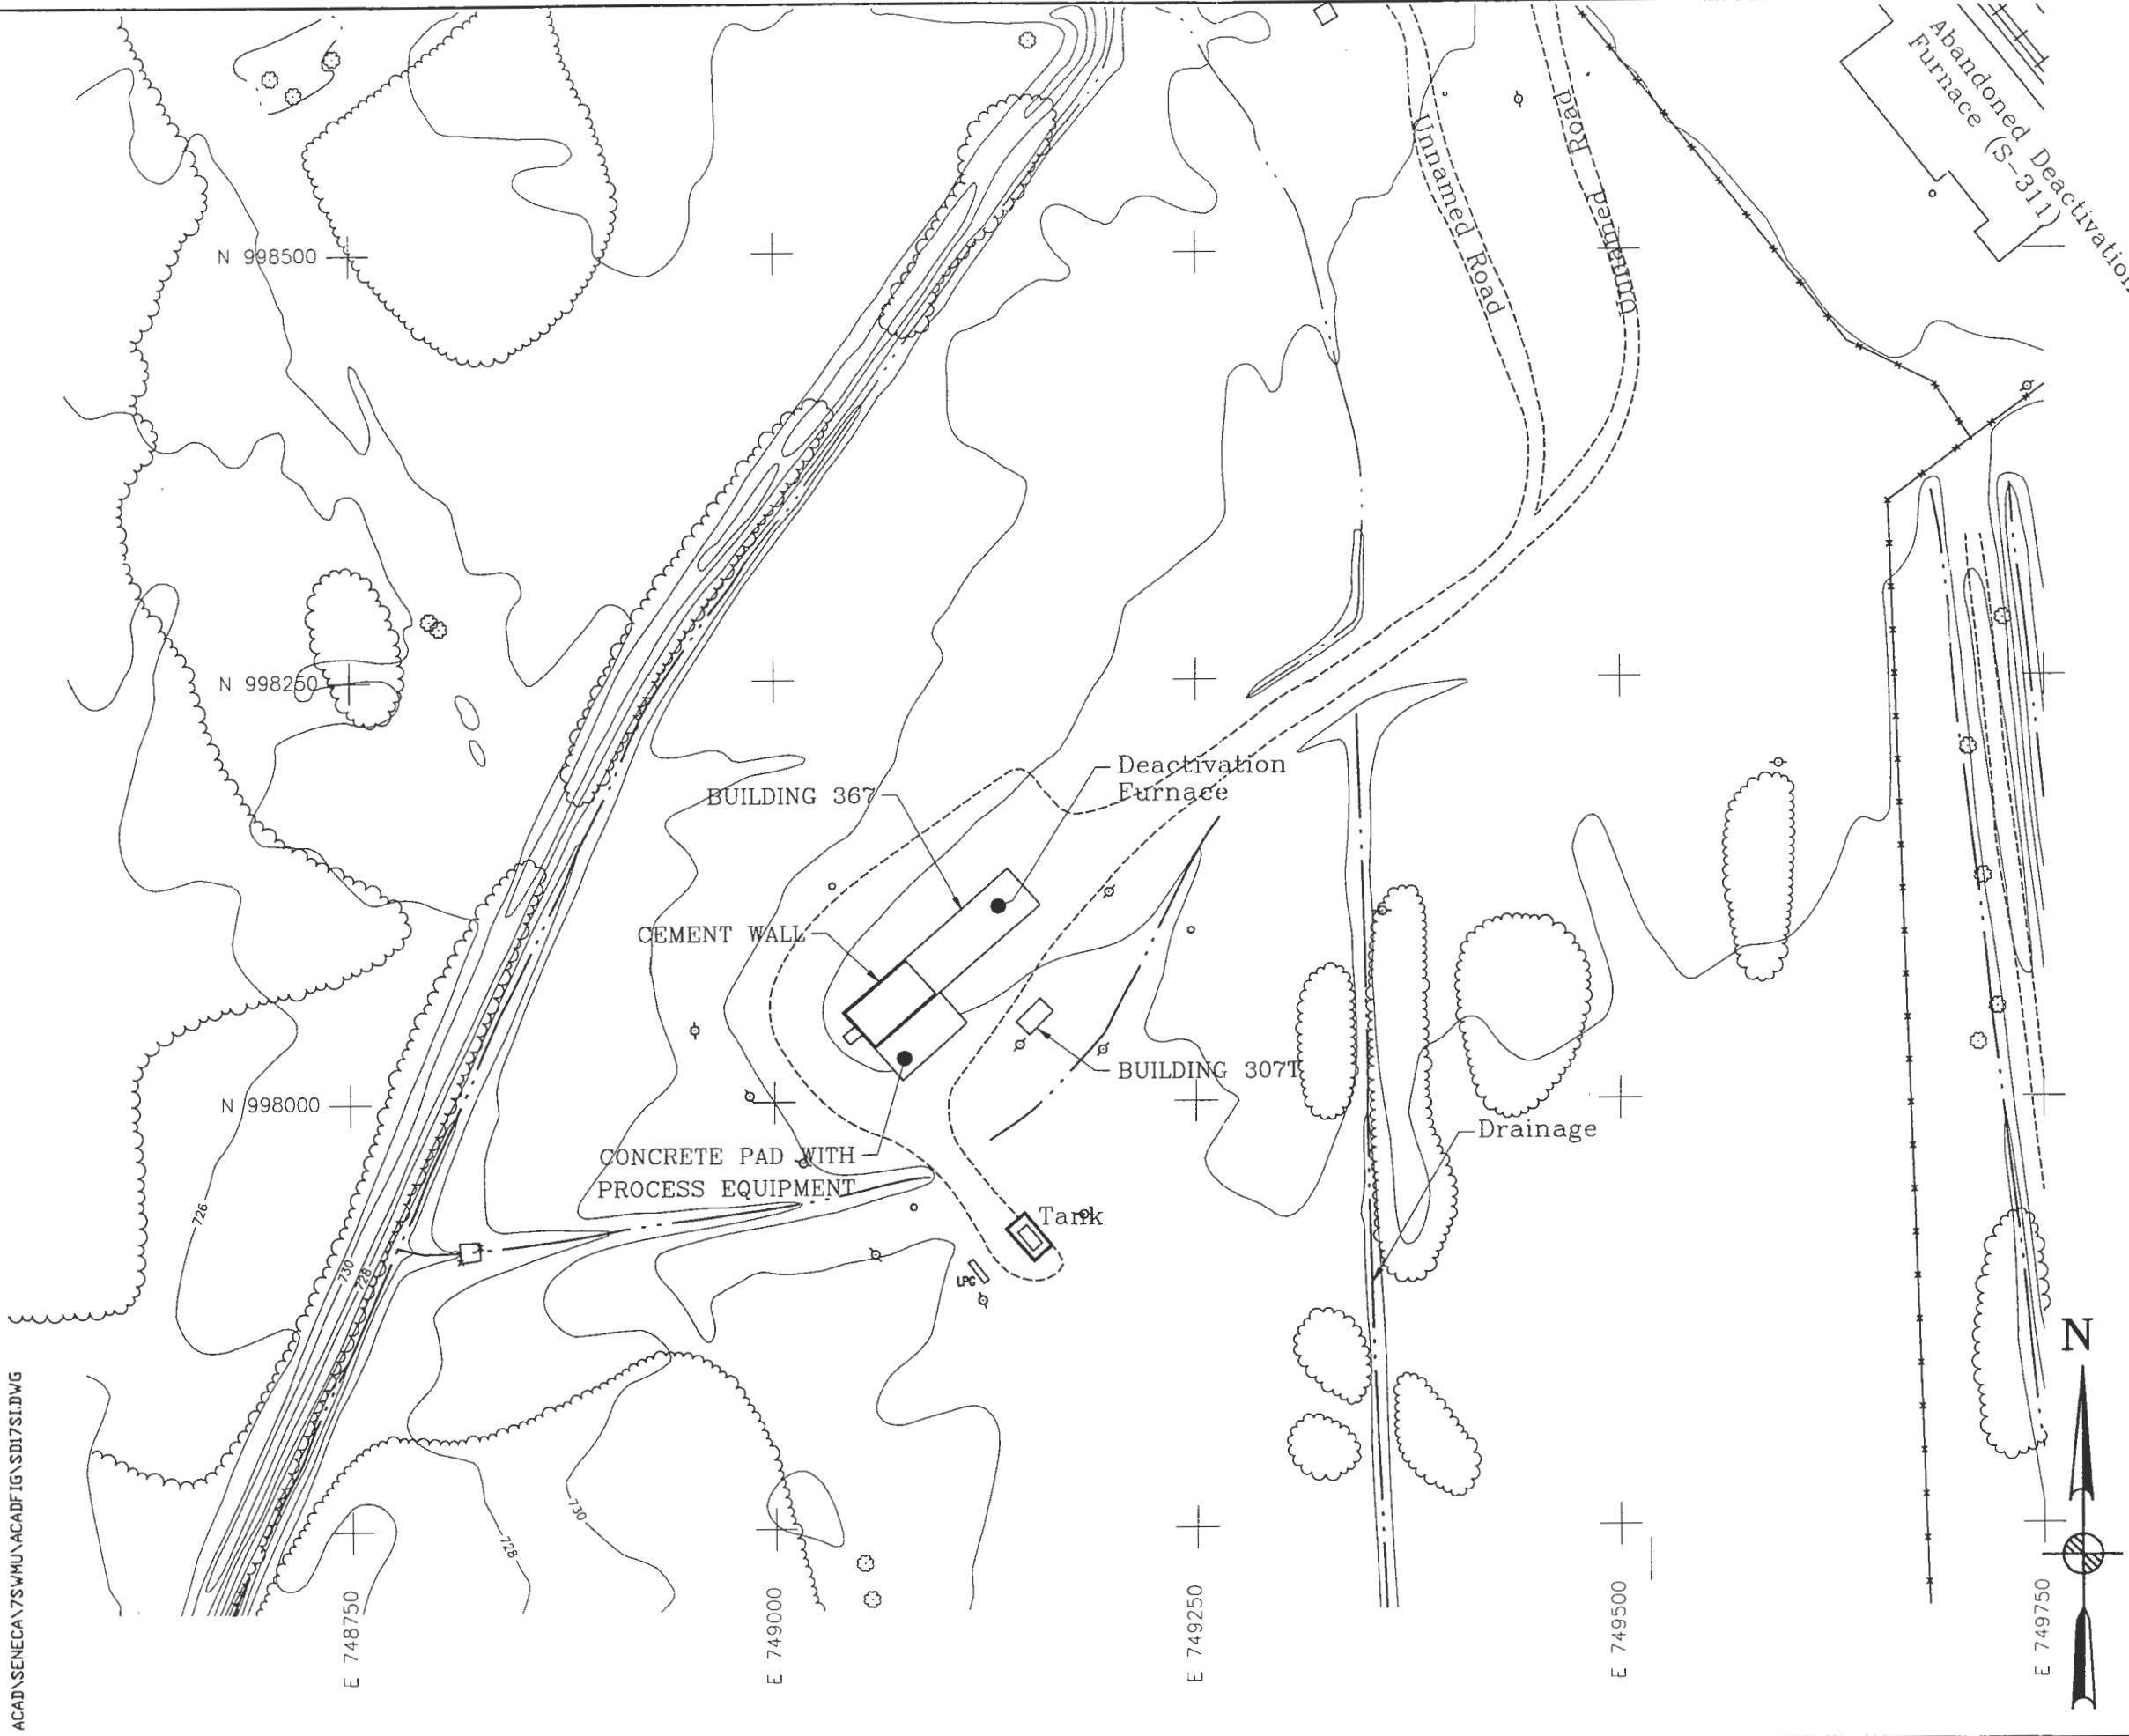 Abandoned Deactivation
Furnace (S-311)
Unnamed Road
Unnamed Road
N 998500
N 998250
Deactivation
Furnace
BUILDING 367
CEMENT WALL
BUILDING 307T
N 998000
Drainage
CONCRETE PAD WITH
PROCESS EQUIPMENT
Tank
LPG
726
730
728
N
730
728
E 748750
E 749000
E 749250
E 749500
E 749750
ACAD\SENECA\7SWMU\ACADFIG\SD17SI.DWG